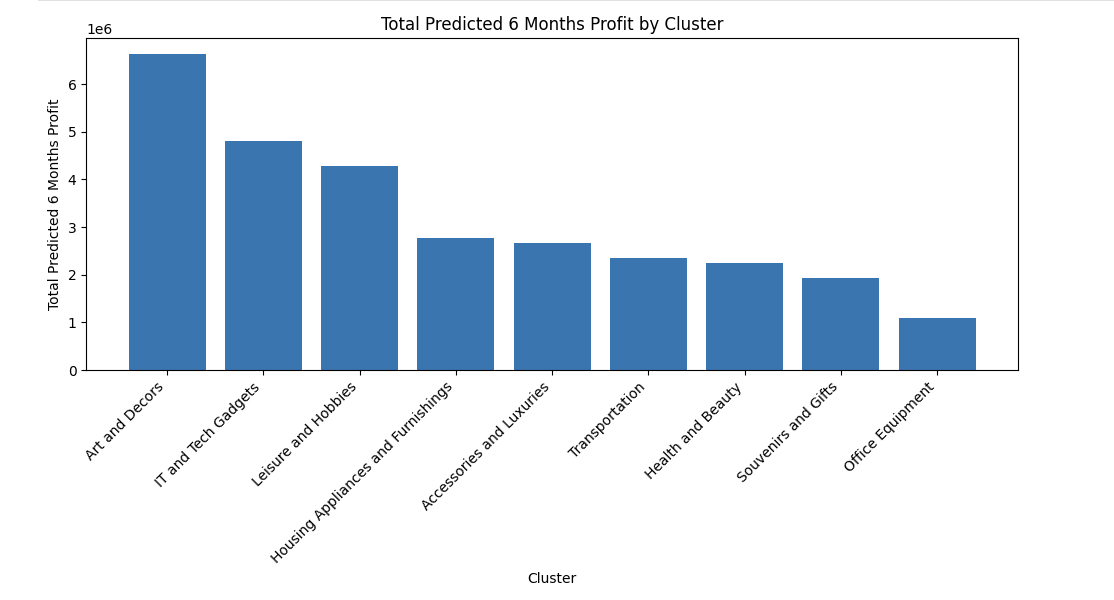 Total Predicted 6 Months Profit by Cluster
1e6
Total Predicted 6 Months Profit
6
5
4
3
2
1
0
Art and Decors
IT and Tech Gadgets
Leisure and Hobbies
Housing Appliances and Furnishings
Accessories and Luxuries
Transportation
Health and Beauty
Souvenirs and Gifts
Office Equipment
Cluster